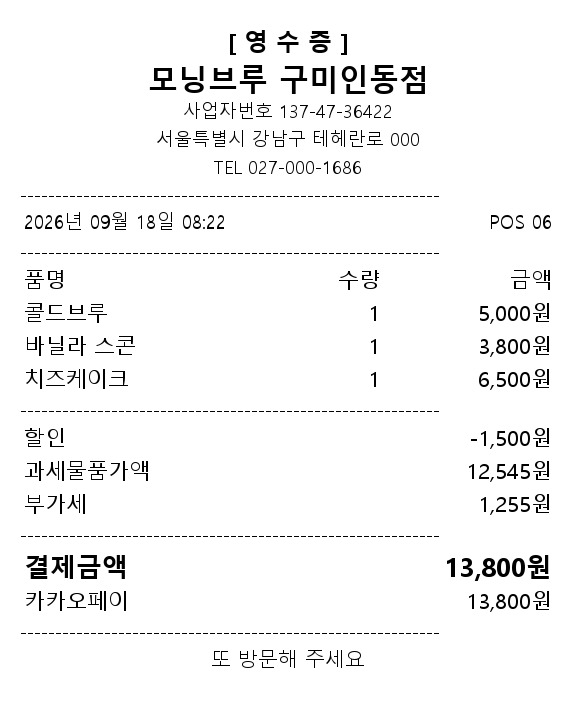 [ 영 수 증 ]
모닝브루 구미인동점
사업자번호 137-47-36422
서울특별시 강남구 테헤란로 000
TEL 027-000-1686
2026년 09월 18일 08:22 POS 06
품명 수량 금액
콜드브루 1 5,000원
바닐라 스콘 1 3,800원
치즈케이크 1 6,500원
할인 -1,500원
과세물품가액 12,545원
부가세 1,255원
결제금액 13,800원
카카오페이 13,800원
또 방문해 주세요